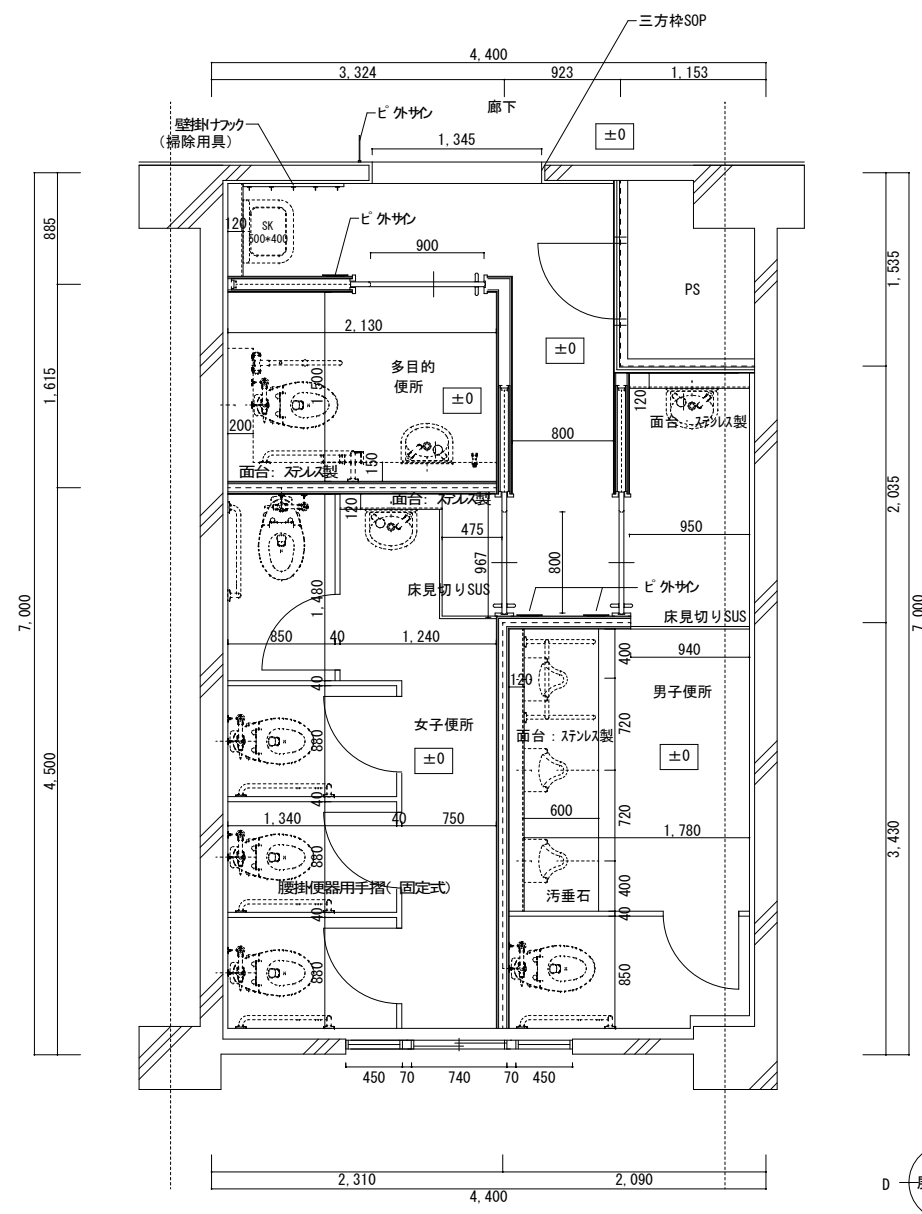 三方枠SOP
4,400
3,324
923
1,153
廊下
ピクトサイン
壁掛けフック
(掃除用具)
1,345
±0
120
SK
500*400
ピクトサイン
900
885
1,535
PS
2,130
±0
多目的
便所
±0
1,500
1,615
200
800
120
面台：ステンレス製
面台：ステンレス製
150
面台：ステンレス製
120
2,035
475
967
800
950
床見切りSUS
ピクトサイン
床見切りSUS
1,480
850
40
1,240
7,000
7,000
400
940
120
40
男子便所
720
女子便所
面台：ステンレス製
±0
±0
880
4,500
40
600
720
1,780
3,430
1,340
40
750
880
腰掛便器用手摺(固定式)
汚垂石
400
40
40
880
850
450
70
740
70
450
2,310
2,090
4,400
D